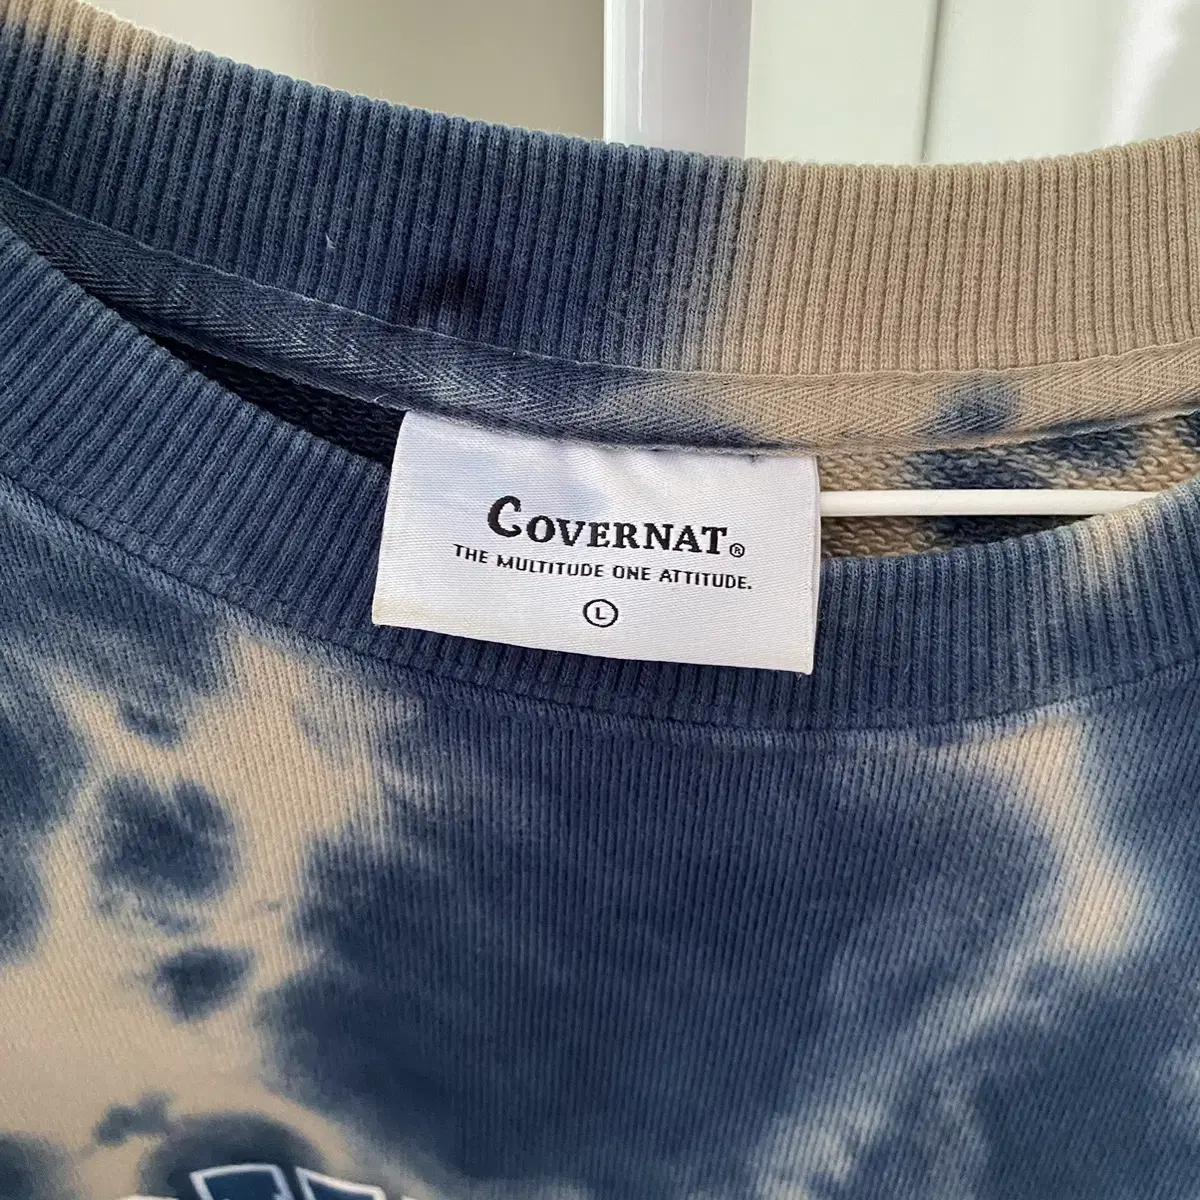 COVERNAT®
THE MULTITUDE ONE ATTITUDE.
L